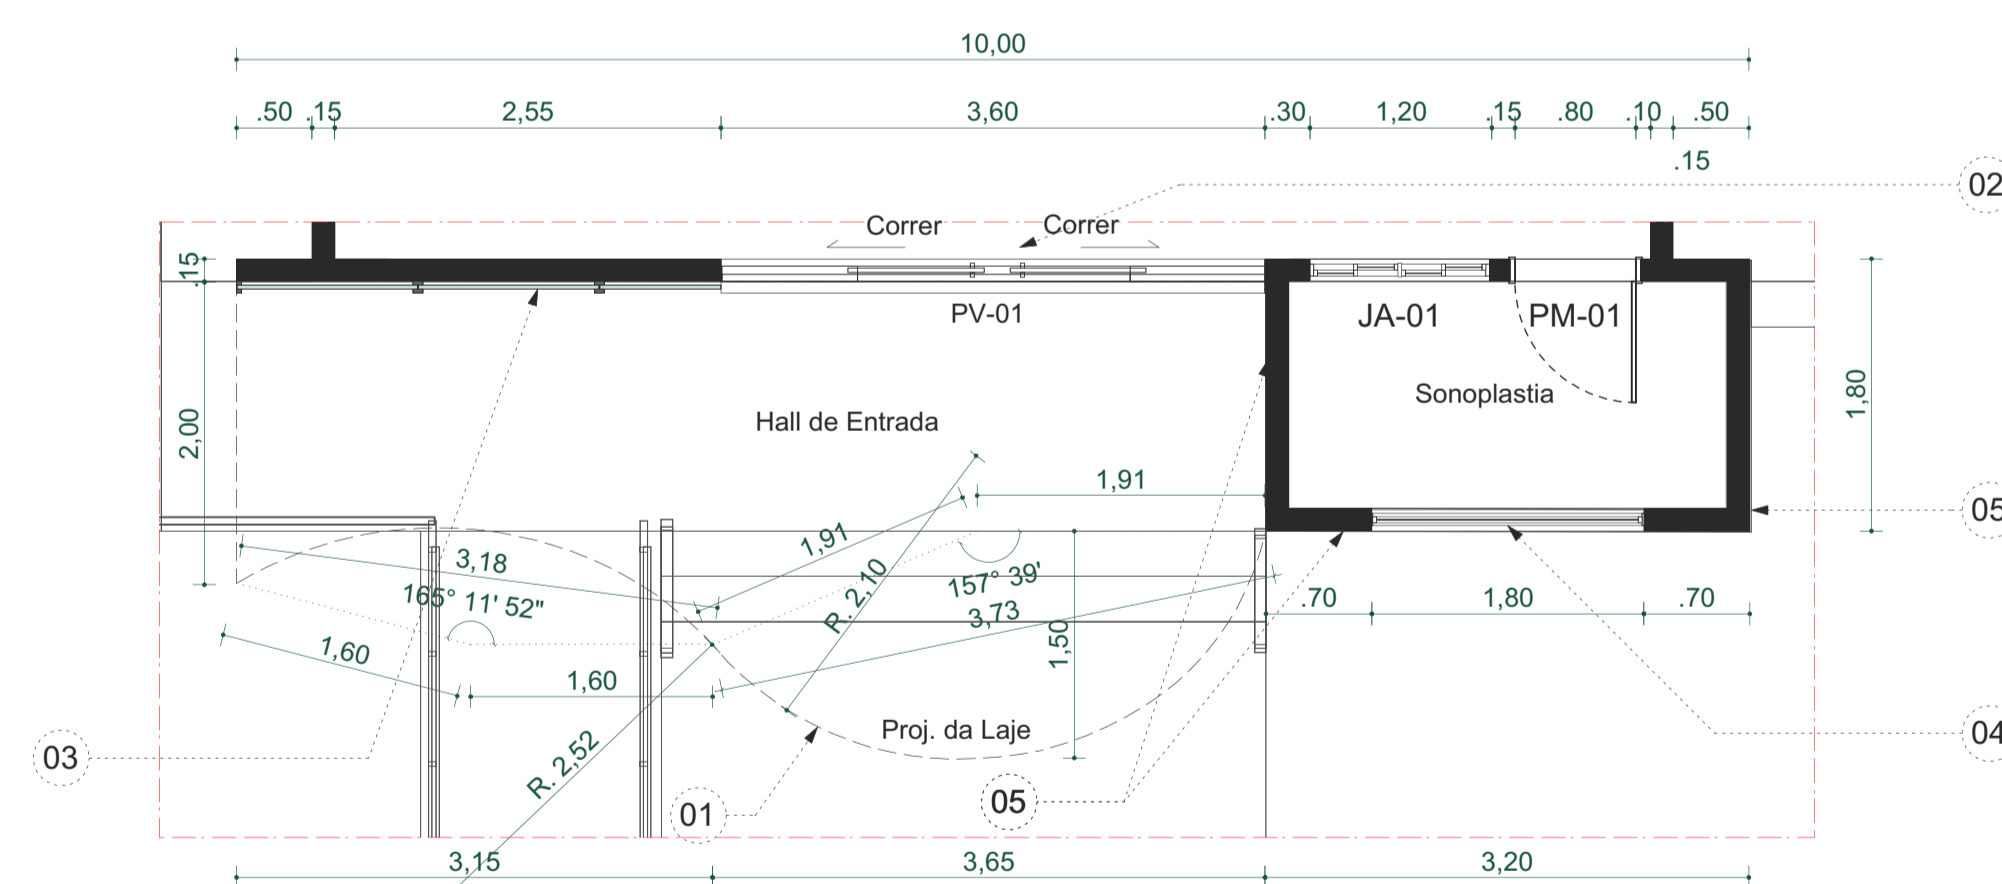 10,00
.50 .15 2,55 3,60 .30 1,20 .15 .80 .10 .50
.15
02
Correer Correr
.15
PV-01 JA-01 PM-01
Sonoplastia
1,80
Hall de Entrada
2,00
1,91
05
1,91
3,18
R. 2,10
157° 39'
165° 11' 52"
3,73
.70 1,80 .70
1,50
1,60
1,60
Proj. da Laje
04
03
R. 2,52
01
05
3,15 3,65 3,20